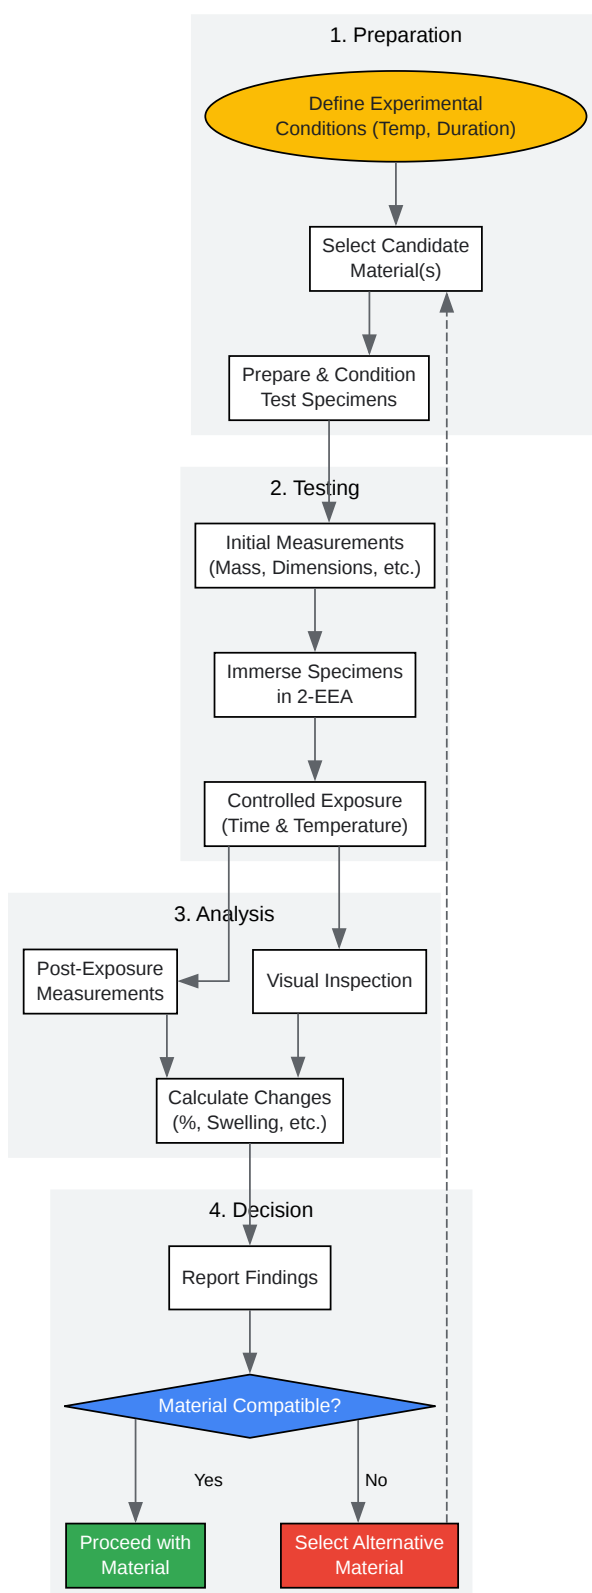 1. Preparation
Define Experimental
Conditions (Temp, Duration)
Select Candidate
Material(s)
Prepare & Condition
Test Specimens
2. Testing
Initial Measurements
(Mass, Dimensions, etc.)
Immerse Specimens
in 2-EEA
Controlled Exposure
(Time & Temperature)
3. Analysis
Post-Exposure
Measurements
Visual Inspection
Calculate Changes
(%, Swelling, etc.)
4. Decision
Report Findings
Material Compatible?
Yes
No
Proceed with
Material
Select Alternative
Material